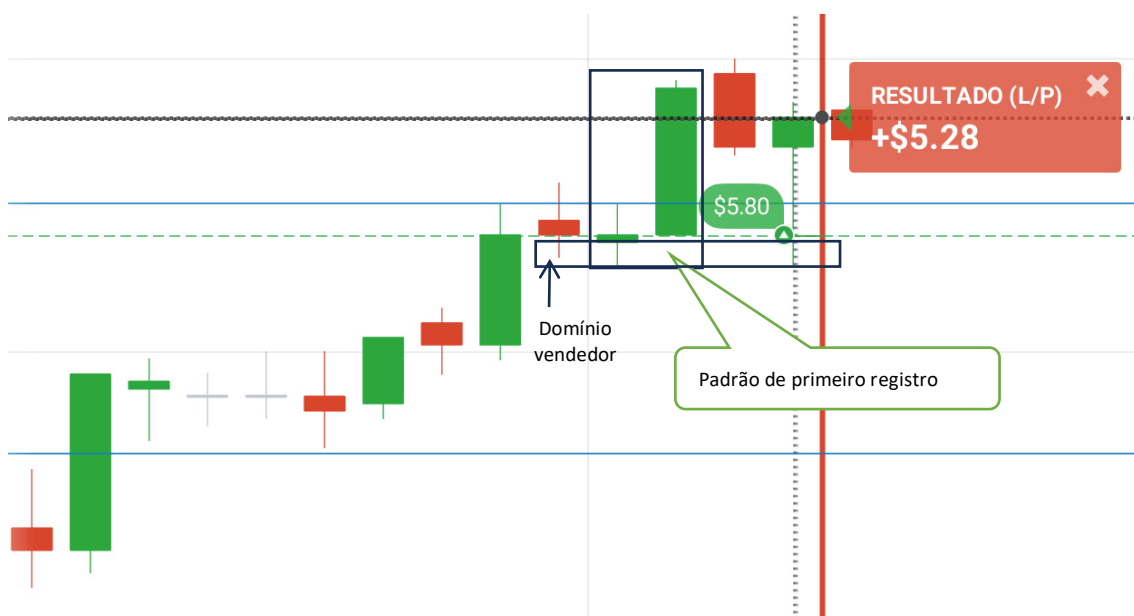 RESULTADO (L/P)
+$5.28
$5.80
Domínio
vendedor
Padrão de primeiro registro